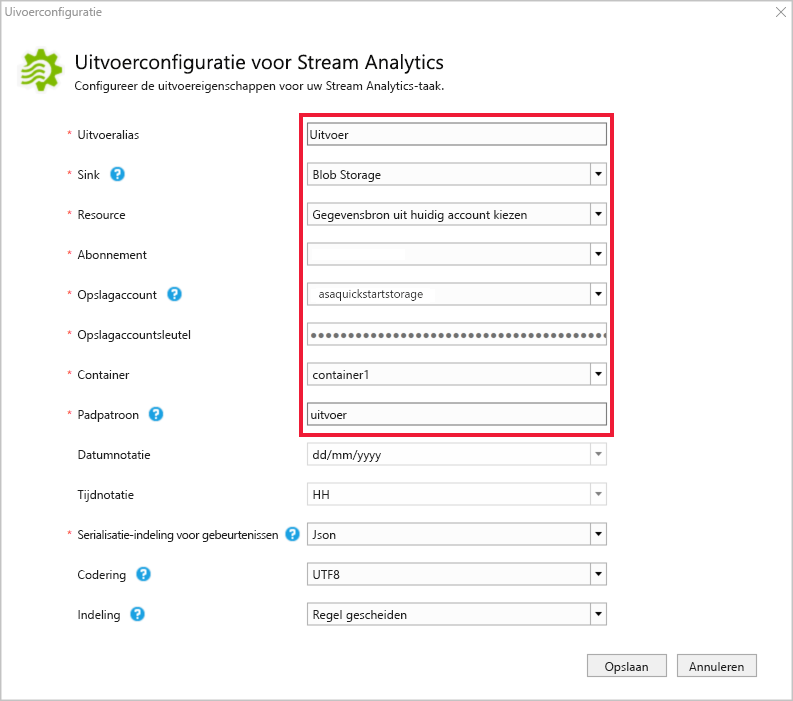 Uivoerconfiguratie
Uitvoerconfiguratie voor Stream Analytics
Configureer de uitvoereigenschappen voor uw Stream Analytics-taak.
* Uitvoeralias Uitvoer
* Sink ? Blob Storage
* Resource Gegevensbron uit huidig account kiezen
* Abonnement
* Opslagaccount ? asaquickstartstorage
* Opslagaccountsleutel ●●●●●●●●●●●●●●●●●●●●●●●●●●●●●●●●●●●●●●
* Container container1
* Padpatroon ? uitvoer
Datumnotatie dd/mm/yyyy
Tijdnotatie HH
* Serialisatie-indeling voor gebeurtenissen ? Json
Codering ? UTF8
Indeling ? Regel gescheiden
Opslaan Annuleren